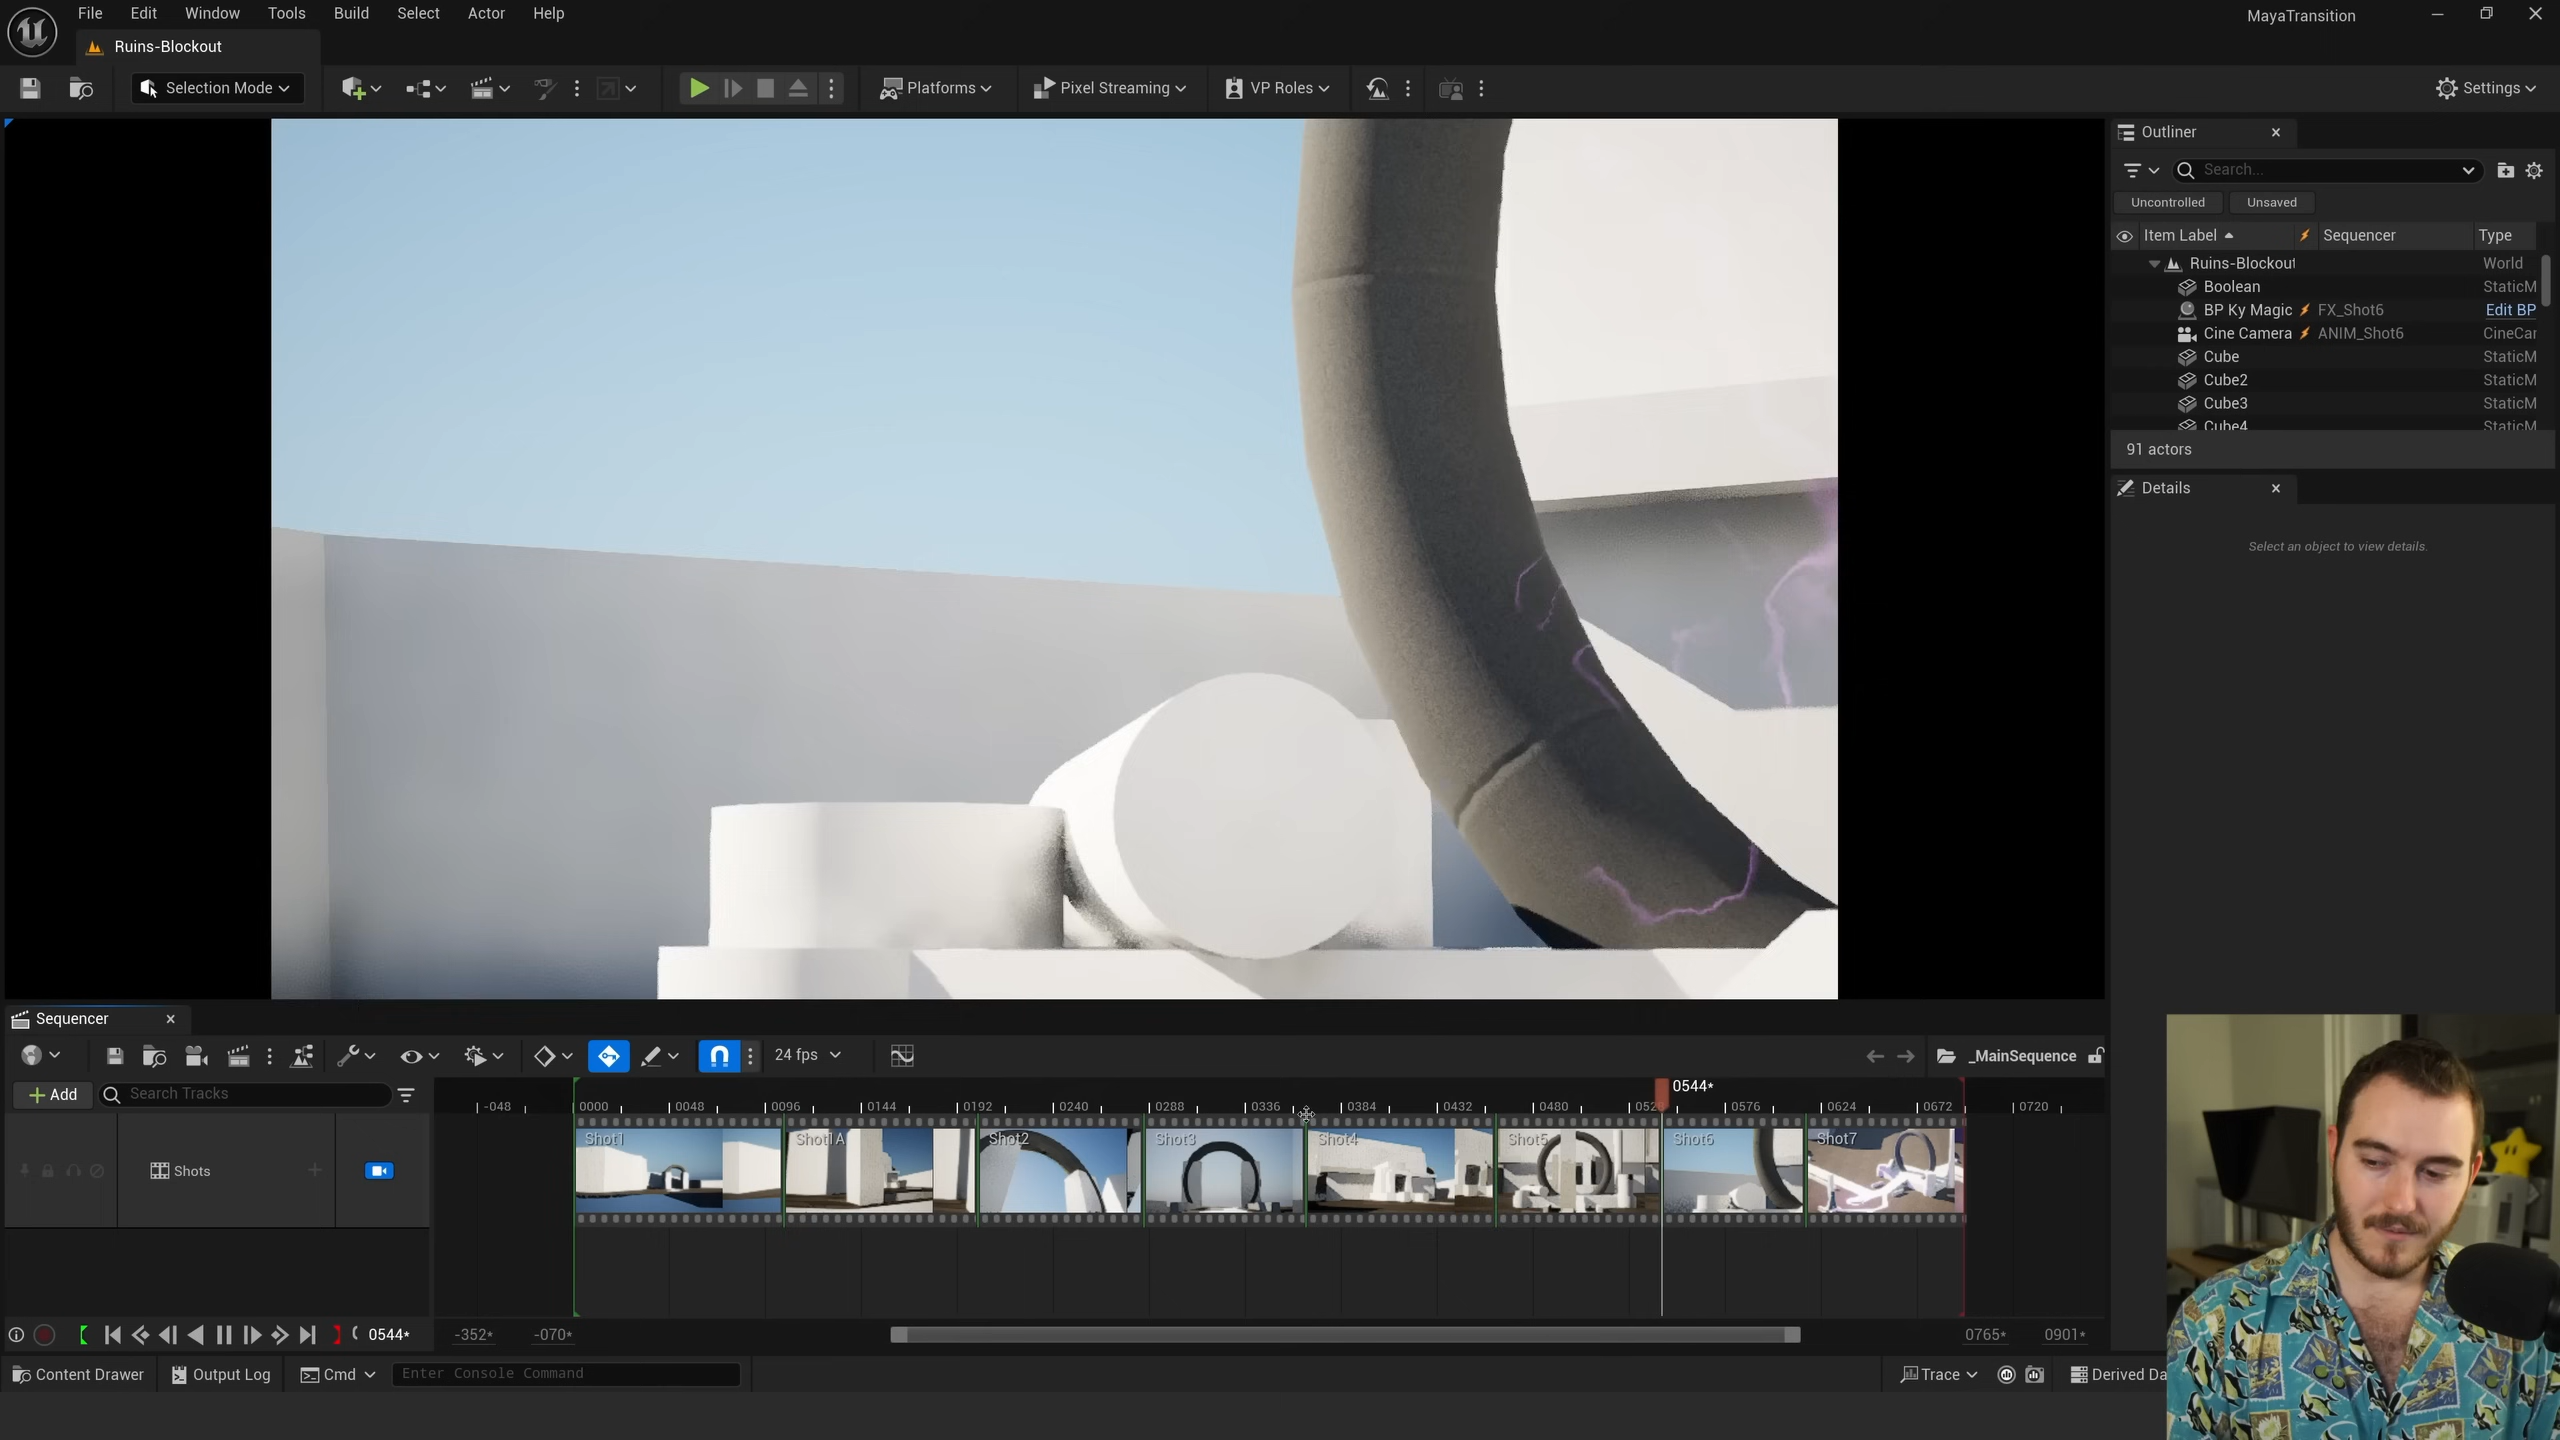 File Edit Window Tools Build Select Actor Help
MayaTransition
Ruins-Blockout
Selection Mode
Platforms
Pixel Streaming
VP Roles
Settings
Outliner
Search...
Uncontrolled Unsaved
Item Label Sequencer Type
Ruins-Blockout World
Boolean StaticM
BP Ky Magic FX_Shot6 Edit BP
Cine Camera ANIM_Shot6 CineCar
Cube StaticM
Cube2 StaticM
Cube3 StaticM
Cube4 StaticM
91 actors
Details
Select an object to view details.
Sequencer
24 fps
_MainSequence
Add
Search Tracks
0544*
-048 0000 0048 0096 0144 0192 0240 0288 0336 0384 0432 0480 0576 0624 0672 0720
Shot1 Shot1A Shot2 Shot3 Shot4 Shot5 Shot6 Shot7
Shots
0544* -352* -070* 0765* 0901*
Content Drawer
Output Log
Cmd
Enter Console Command
Trace
Derived Da